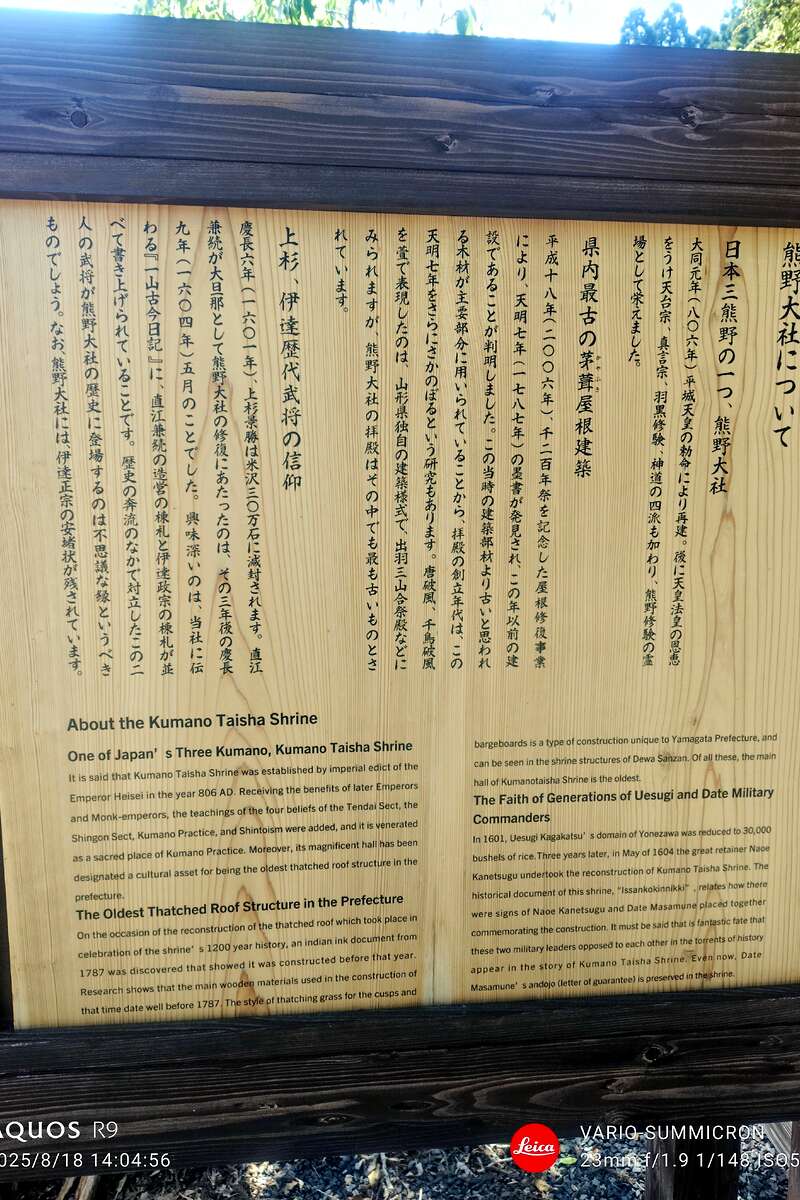 熊野大社について
日本三熊野の一つ、熊野大社
大同元年(八〇六年)平城天皇の勅命により再建。後に天皇法皇の恩恵
をうけ天台宗、真言宗、羽黒修験、神道の四派も加わり、熊野修験の霊
場として栄えました。
県内最古の茅葺屋根建築
かやぶき
平成十八年(二〇〇六年)、千二百年祭を記念した屋根修復事業
により、天明七年(一七八七年)の墨書が発見され、この年以前の建
設であることが判明しました。この当時の建築部材より古いと思われ
る木材が主要部分に用いられていることから、拝殿の創立年代は、この
天明七年をさらにさかのぼるという研究もあります。唐破風、千鳥破風
を萱で表現したのは、山形県独自の建築様式で、出羽三山合祭殿などに
みられますが、熊野大社の拝殿はその中でも最も古いものとさ
れています。
上杉、伊達歴代武将の信仰
慶長六年(一六〇一年)、上杉景勝は米沢三〇万石に減封されます。直江
兼続が大旦那として熊野大社の修復にあたったのは、その三年後の慶長
九年(一六〇四年)五月のことでした。興味深いのは、当社に伝
わる『一山古今日記』に、直江兼続の造営の棟札と伊達政宗の棟札が並
べて書き上げられていることです。歴史の奔流のなかで対立したこの二
人の武将が熊野大社の歴史に登場するのは不思議な縁というべき
ものでしょう。なお、熊野大社には、伊達正宗の安堵状が残されています。
About the Kumano Taisha Shrine
One of Japan's Three Kumano, Kumano Taisha Shrine
It is said that Kumano Taisha Shrine was established by imperial edict of the
Emperor Heisei in the year 806 AD. Receiving the benefits of later Emperors
and Monk-emperors, the teachings of the four beliefs of the Tendai Sect, the
Shingon Sect, Kumano Practice, and Shintoism were added, and it is venerated
as a sacred place of Kumano Practice. Moreover, its magnificent hall has been
designated a cultural asset for being the oldest thatched roof structure in the
prefecture.
The Oldest Thatched Roof Structure in the Prefecture
On the occasion of the reconstruction of the thatched roof which took place in
celebration of the shrine's 1200 year history, an indian ink document from
1787 was discovered that showed it was constructed before that year.
Research shows that the main wooden materials used in the construction of
that time date well before 1787. The style of thatching grass for the cusps and
bargeboards is a type of construction unique to Yamagata Prefecture, and
can be seen in the shrine structures of Dewa Sanzan. Of all these, the main
hall of Kumanotaisha Shrine is the oldest.
The Faith of Generations of Uesugi and Date Military
Commanders
In 1601, Uesugi Kagakatsu's domain of Yonezawa was reduced to 30,000
bushels of rice. Three years later, in May of 1604 the great retainer Naoe
Kanetsugu undertook the reconstruction of Kumano Taisha Shrine. The
historical document of this shrine, "Issankokinnikki", relates how there
were signs of Naoe Kanetsugu and Date Masamune placed together
commemorating the construction. It must be said that is fantastic fate that
these two military leaders opposed to each other in the torrents of history
appear in the story of Kumano Taisha Shrine. Even now, Date
Masamune's andojo (letter of guarantee) is preserved in the shrine.
AQUOS R9
2025/8/18 14:04:56
Leica
VARIO-SUMMICRON
23mm f/1.9 1/148 ISO5